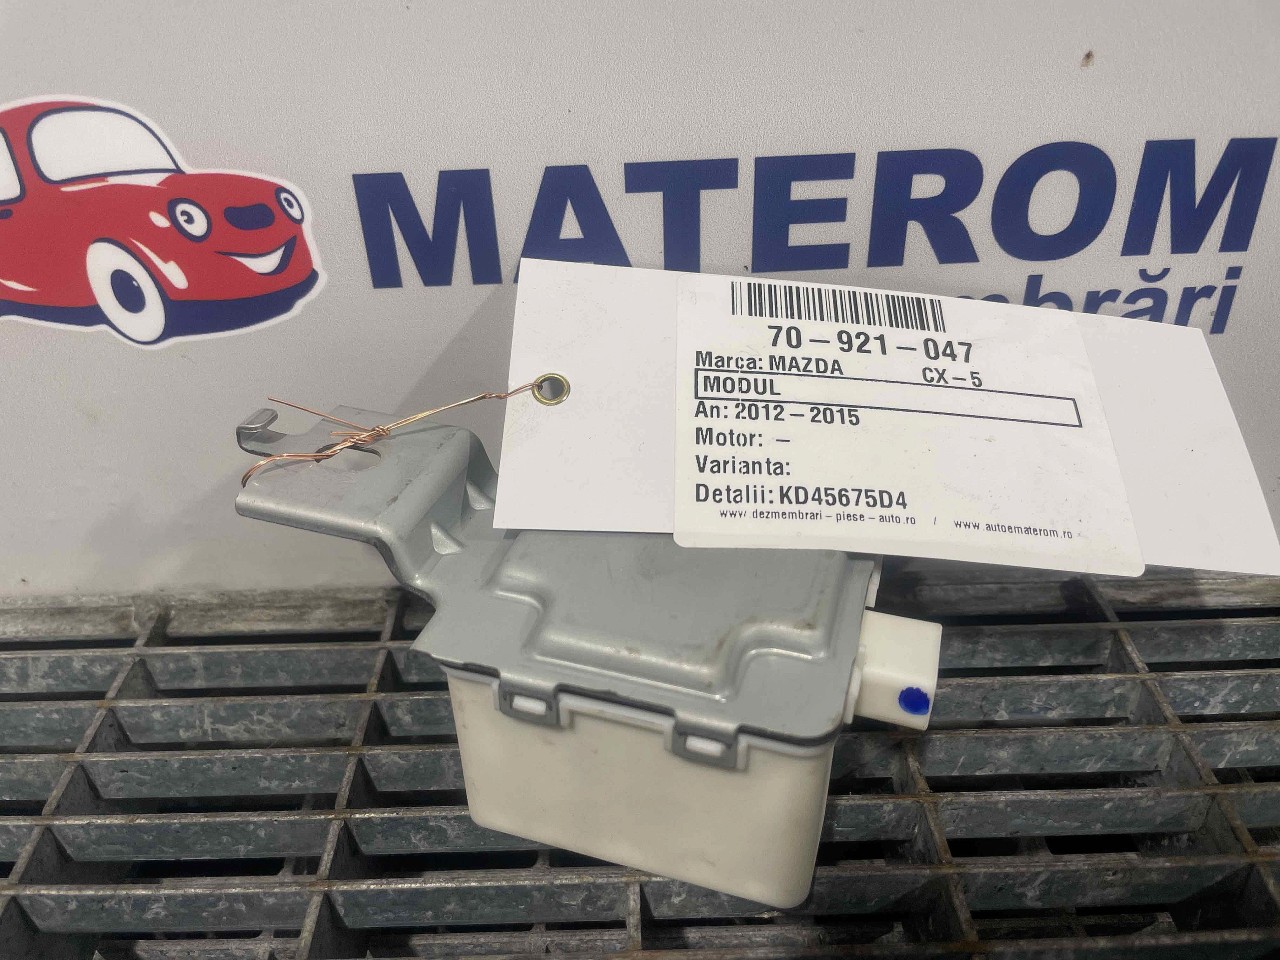 MATEROM
mbrări
70-921-047
Marca: MAZDA CX-5
MODUL
An: 2012-2015
Motor: -
Varianta:
Detalii: KD45675D4
www.dezmembrari-piese-auto.ro / www.autoematerom.ro